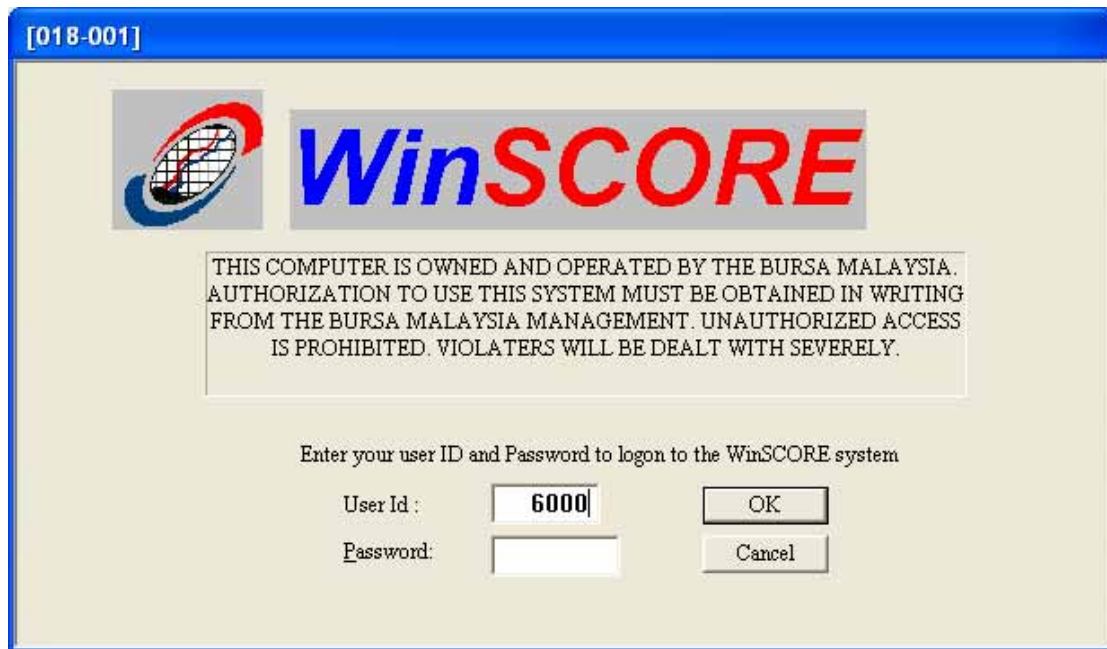 [018-001]
WinSCORE
THIS COMPUTER IS OWNED AND OPERATED BY THE BURSA MALAYSIA.
AUTHORIZATION TO USE THIS SYSTEM MUST BE OBTAINED IN WRITING
FROM THE BURSA MALAYSIA MANAGEMENT. UNAUTHORIZED ACCESS
IS PROHIBITED. VIOLATERS WILL BE DEALT WITH SEVERELY.
Enter your user ID and Password to logon to the WinSCORE system
User Id : 6000 OK
Password: Cancel